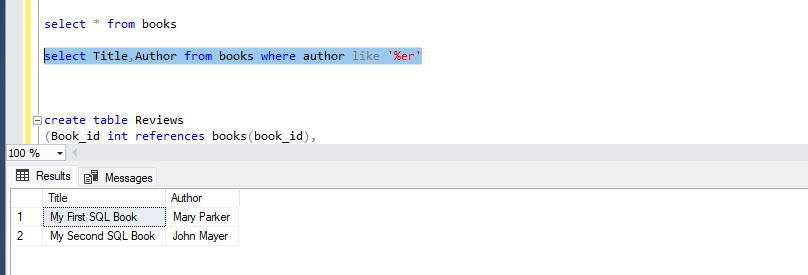 select * from books
select Title,Author from books where author like '%er'
create table Reviews
(Book_id int references books(book_id),
100 %
Results Messages
Title Author
1 My First SQL Book Mary Parker
2 My Second SQL Book John Mayer